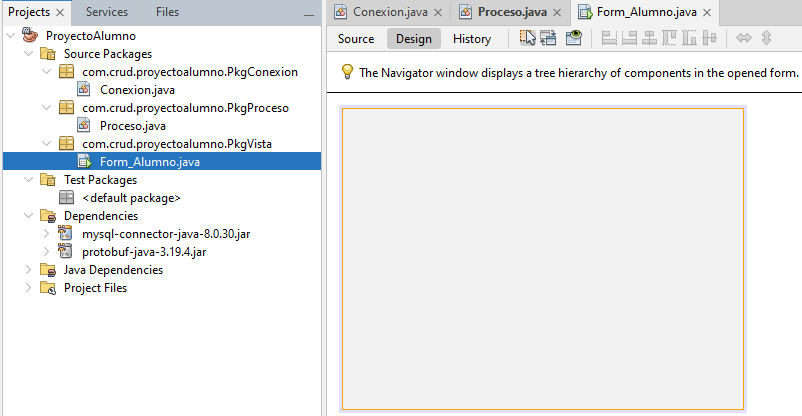 Projects Services Files
ProyectoAlumno
Source Packages
com.crud.proyectoalumno.PkgConexion
Conexion.java
com.crud.proyectoalumno.PkgProceso
Proceso.java
com.crud.proyectoalumno.PkgVista
Form_Alumno.java
Test Packages
<default package>
Dependencies
mysql-connector-java-8.0.30.jar
protobuf-java-3.19.4.jar
Java Dependencies
Project Files
Conexion.java Proceso.java Form_Alumno.java
Source Design History
The Navigator window displays a tree hierarchy of components in the opened form.